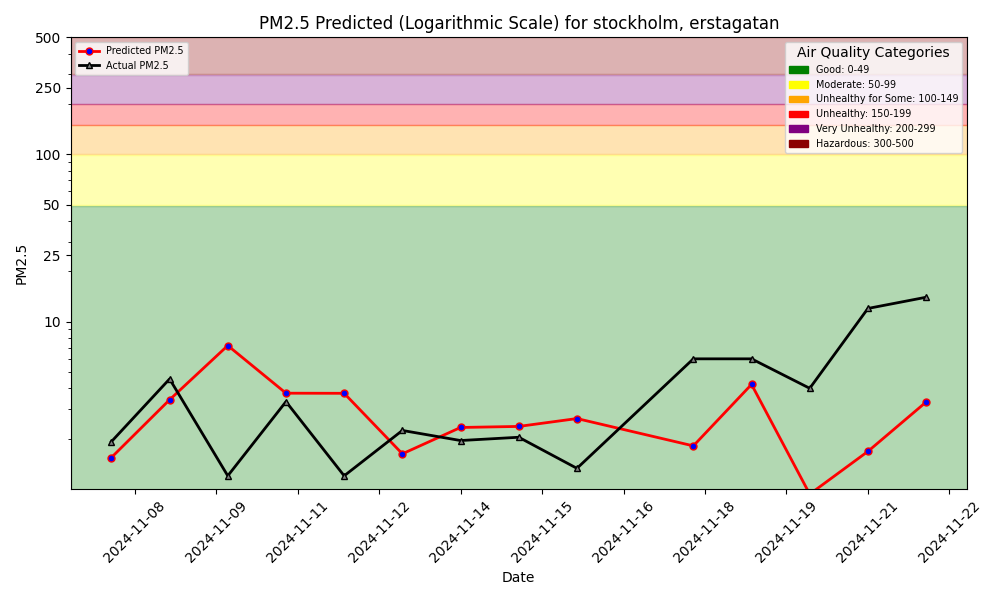 PM2.5 Predicted (Logarithmic Scale) for stockholm, erstagatan
Predicted PM2.5
Actual PM2.5
Air Quality Categories
Good: 0-49
Moderate: 50-99
Unhealthy for Some: 100-149
Unhealthy: 150-199
Very Unhealthy: 200-299
Hazardous: 300-500
500
250
100
50
25
10
PM2.5
2024-11-08
2024-11-09
2024-11-11
2024-11-12
2024-11-14
2024-11-15
2024-11-16
2024-11-18
2024-11-19
2024-11-21
2024-11-22
Date